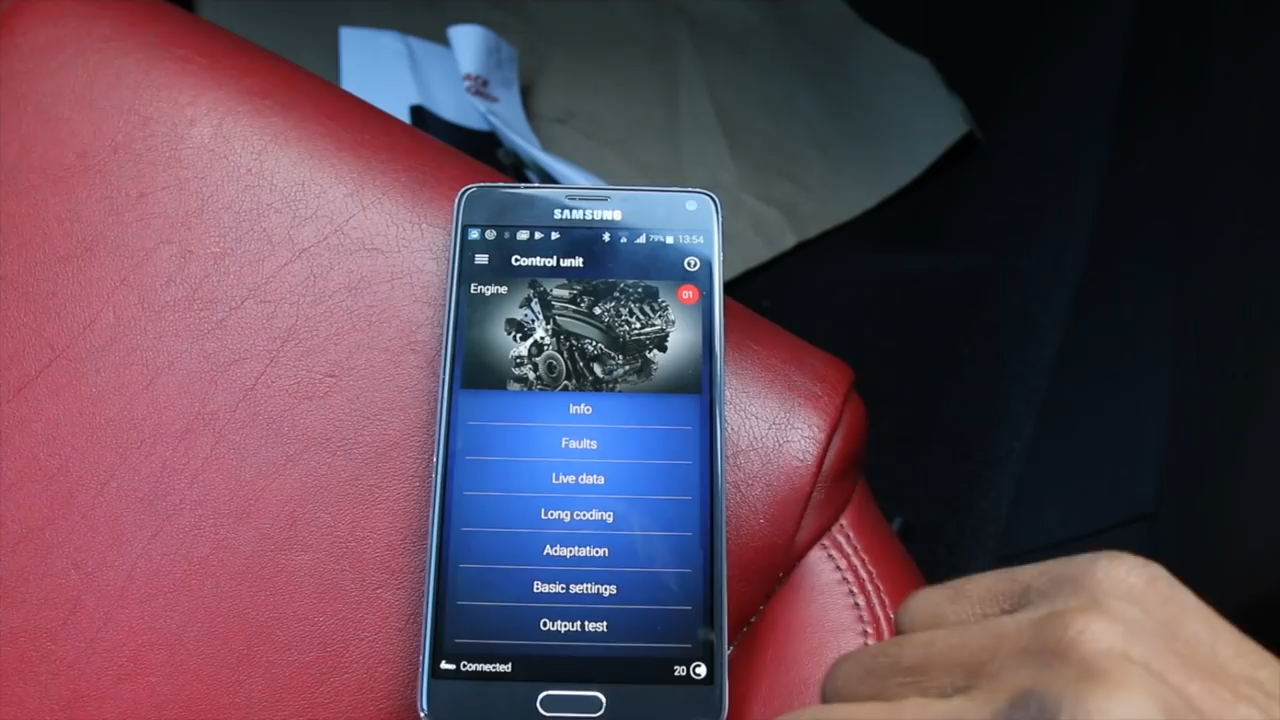 SAMSUNG
79% 13:54
Control unit
Engine
01
Info
Faults
Live data
Long coding
Adaptation
Basic settings
Output test
Connected
20